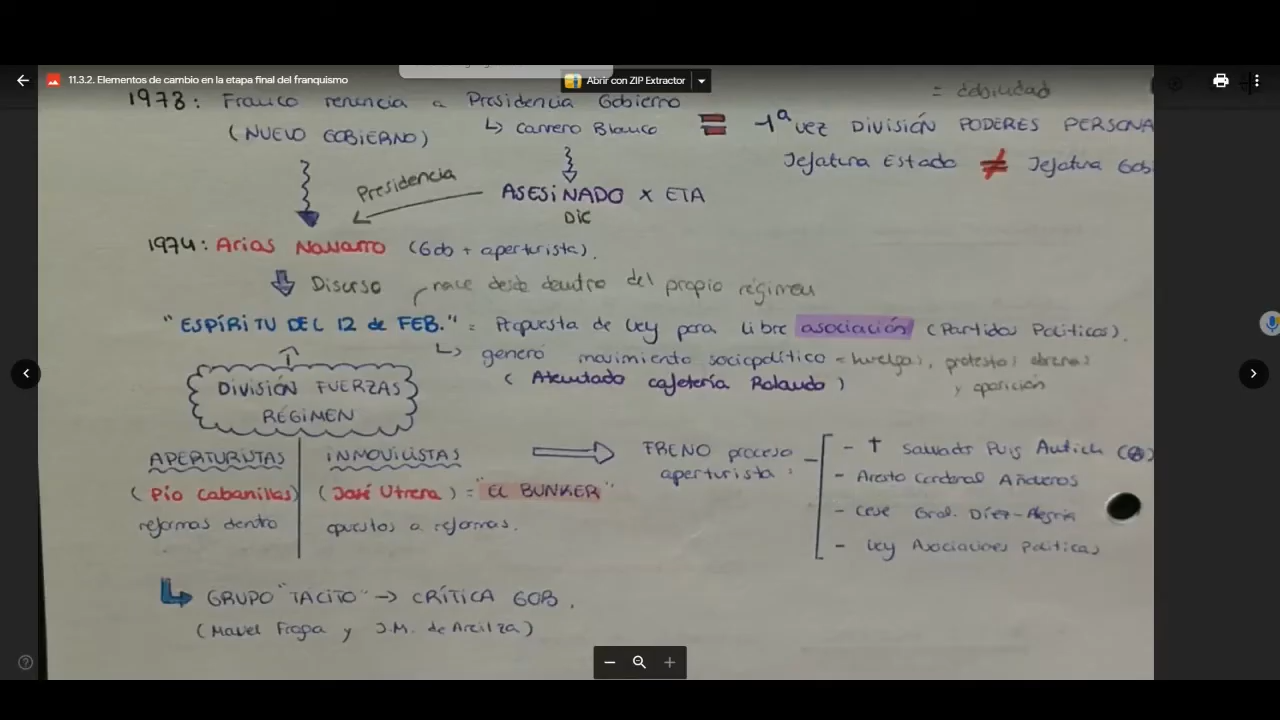 11.3.2. Elementos de cambio en la etapa final del franquismo
Abrir con ZIP Extractor
= debilidad
1973: Franco renuncia a Presidencia Gobierno
(NUEVO GOBIERNO)
↳ Carrero Blanco
= 1ª vez DIVISIÓN PODERES PERSONA
Jefatura Estado ≠ Jefatura Gob
Presidencia
ASESINADO x ETA
DIC
1974: Arias Navarro (Gob + aperturista).
Discurso
nace desde dentro del propio régimen
"ESPÍRITU DEL 12 de FEB." = Propuesta de ley para libre asociación (Partidos Políticos).
↳ generó movimiento sociopolítico = huelgas, protestas obreras
y oposición
(Atentado cafetería Rolando)
DIVISIÓN FUERZAS
RÉGIMEN
APERTURISTAS
(Pío Cabanillas)
reformas dentro
INMOVILISTAS
(José Utrera) = "EL BUNKER"
opuestos a reformas.
FRENO proceso
aperturista:
- † Salvador Puig Antich (Ⓐ)
- Arresto Cardenal Añoveros
- Cese Gral. Díez-Alegría
- Ley Asociaciones Políticas
GRUPO "TACITO" → CRÍTICA GOB.
(Manuel Fraga y J.M. de Areilza)